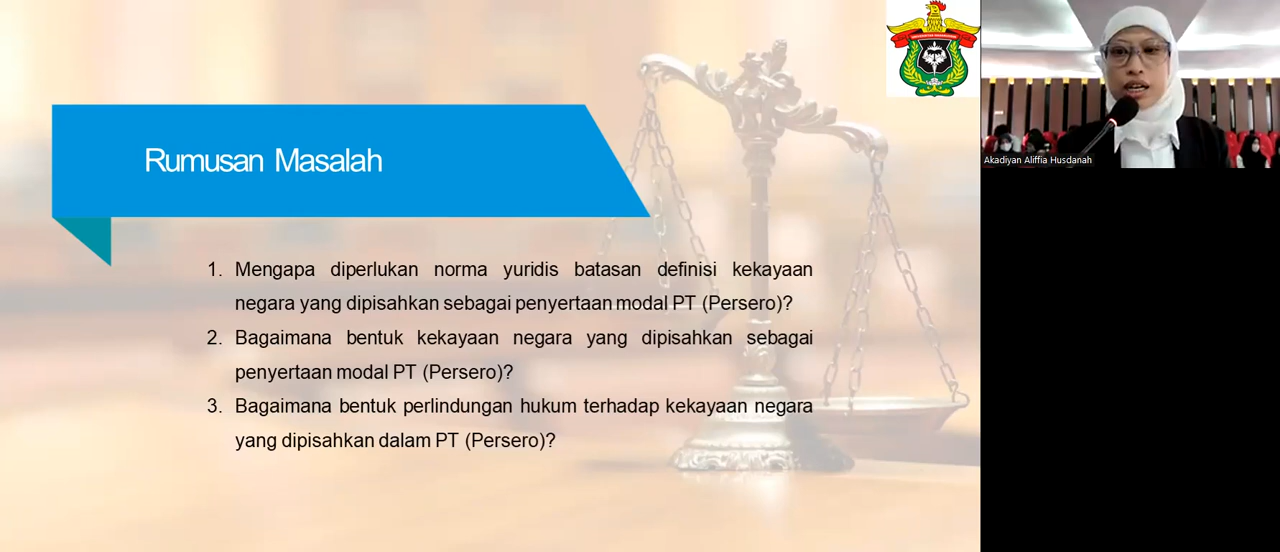 Rumusan Masalah
1. Mengapa diperlukan norma yuridis batasan definisi kekayaan
negara yang dipisahkan sebagai penyertaan modal PT (Persero)?
2. Bagaimana bentuk kekayaan negara yang dipisahkan sebagai
penyertaan modal PT (Persero)?
3. Bagaimana bentuk perlindungan hukum terhadap kekayaan negara
yang dipisahkan dalam PT (Persero)?
Akadiyan Aliffia Husdanah